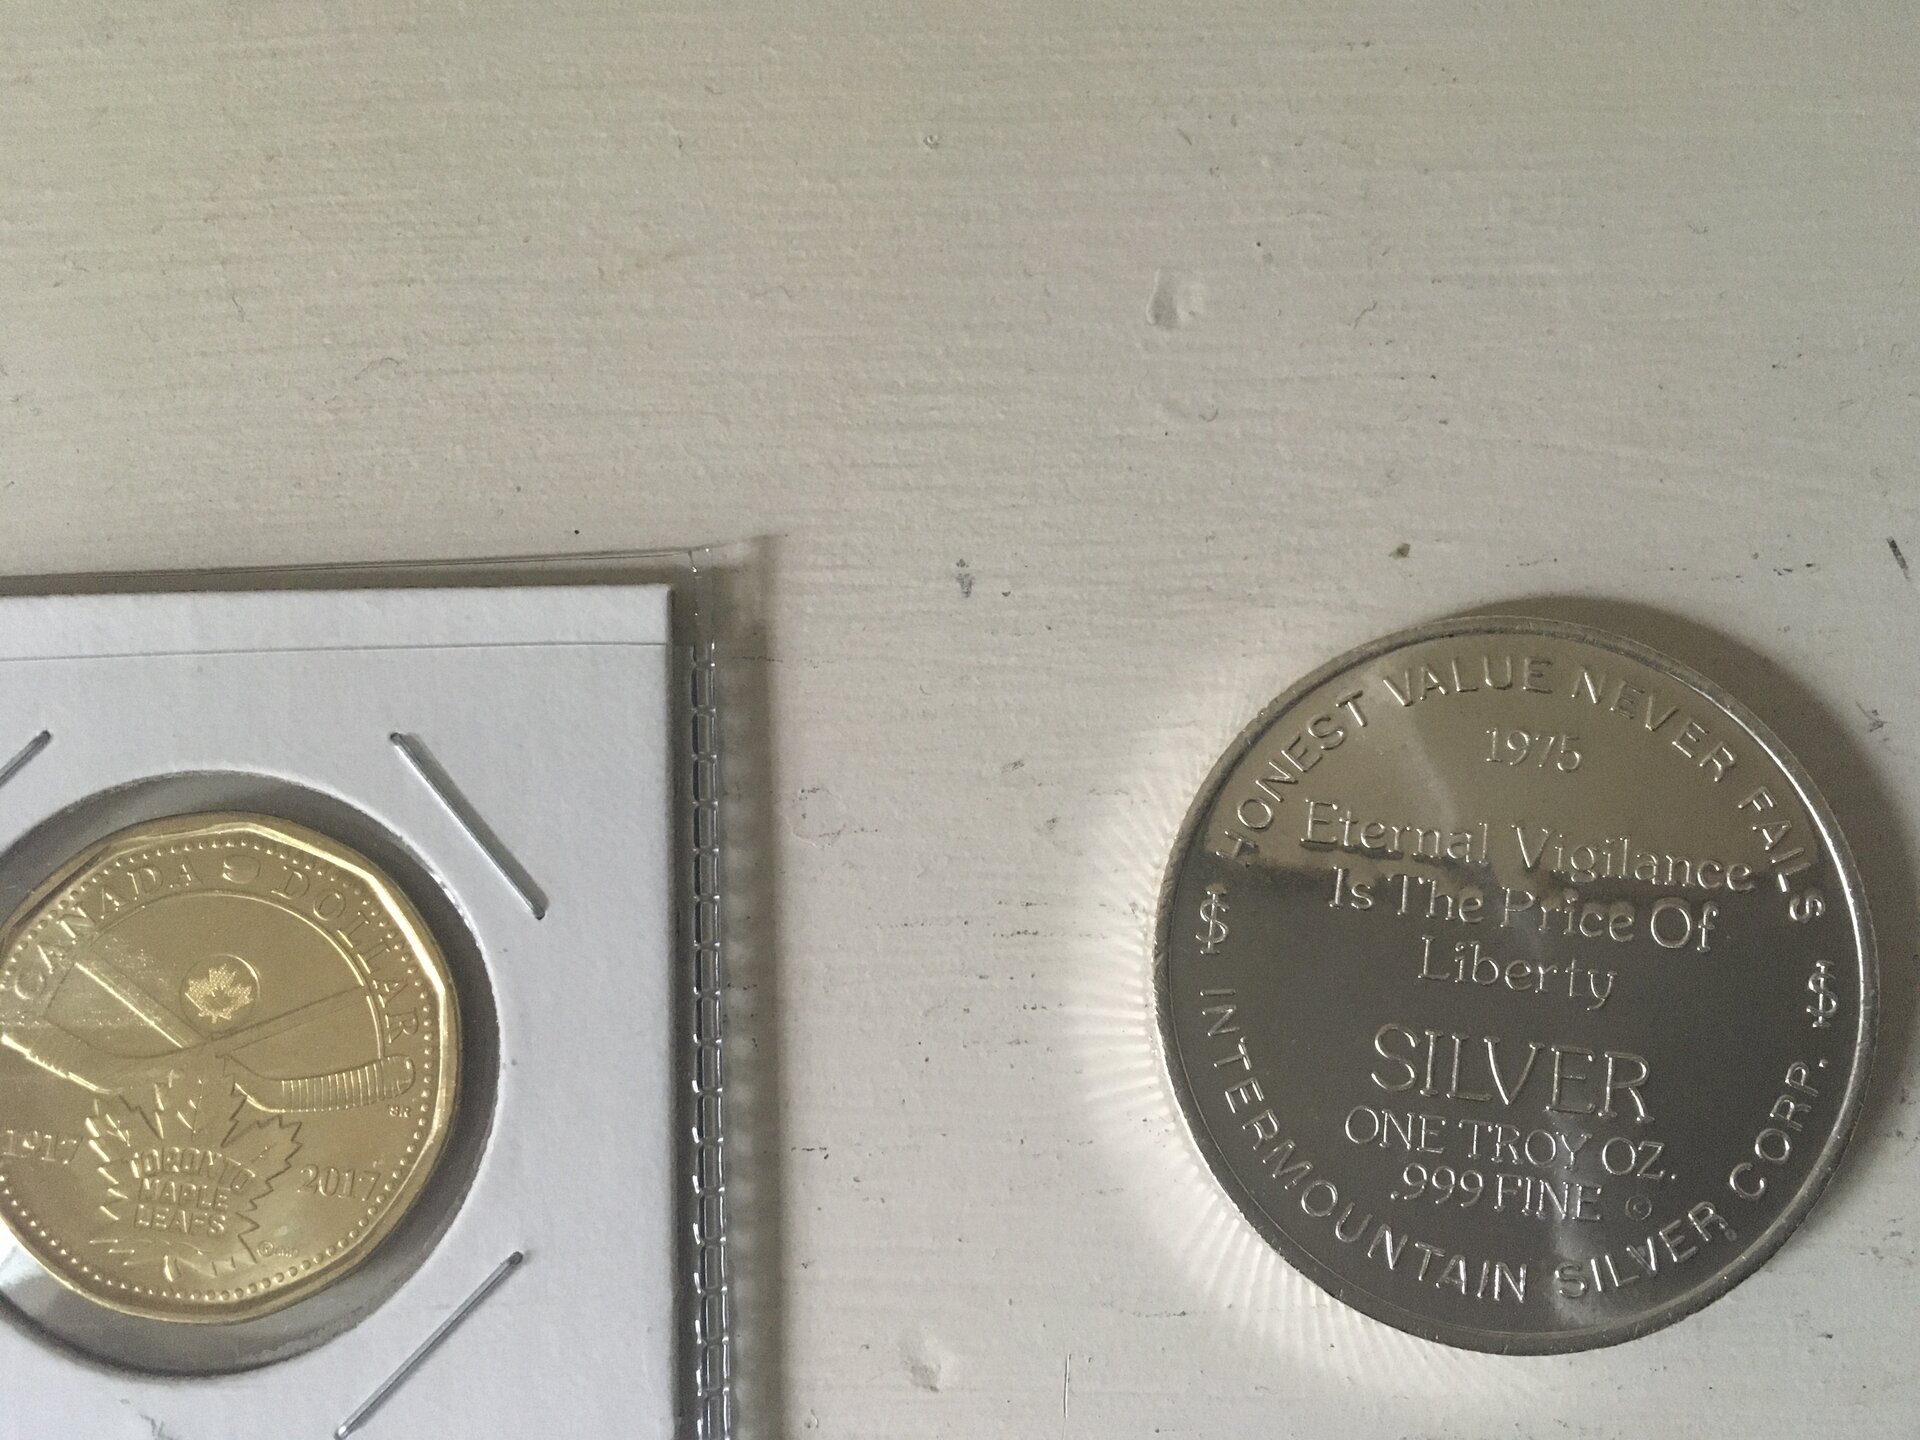 CANADA DOLLAR
SR
1917
2017
TORONTO
MAPLE
LEAFS
©
HONEST VALUE NEVER FAILS
1975
Eternal Vigilance
Is The Price Of
Liberty
SILVER
ONE TROY OZ.
.999 FINE ©
$ INTERMOUNTAIN SILVER CORP. $